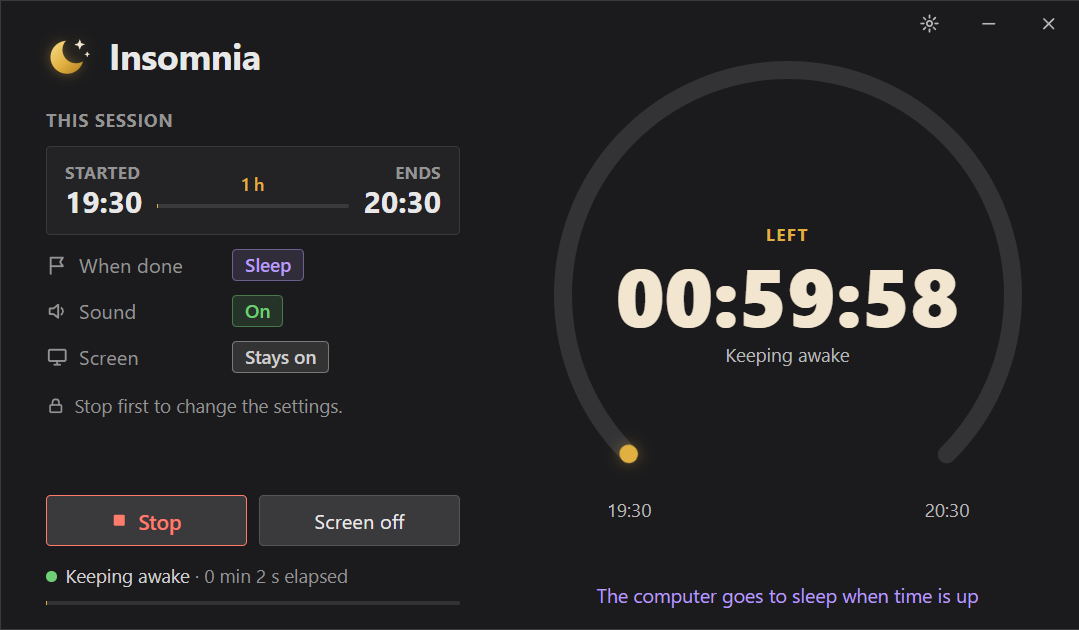 Insomnia
THIS SESSION
STARTED
19:30
1 h
ENDS
20:30
When done
Sleep
Sound
On
Screen
Stays on
Stop first to change the settings.
Stop
Screen off
Keeping awake · 0 min 2 s elapsed
LEFT
00:59:58
Keeping awake
19:30
20:30
The computer goes to sleep when time is up